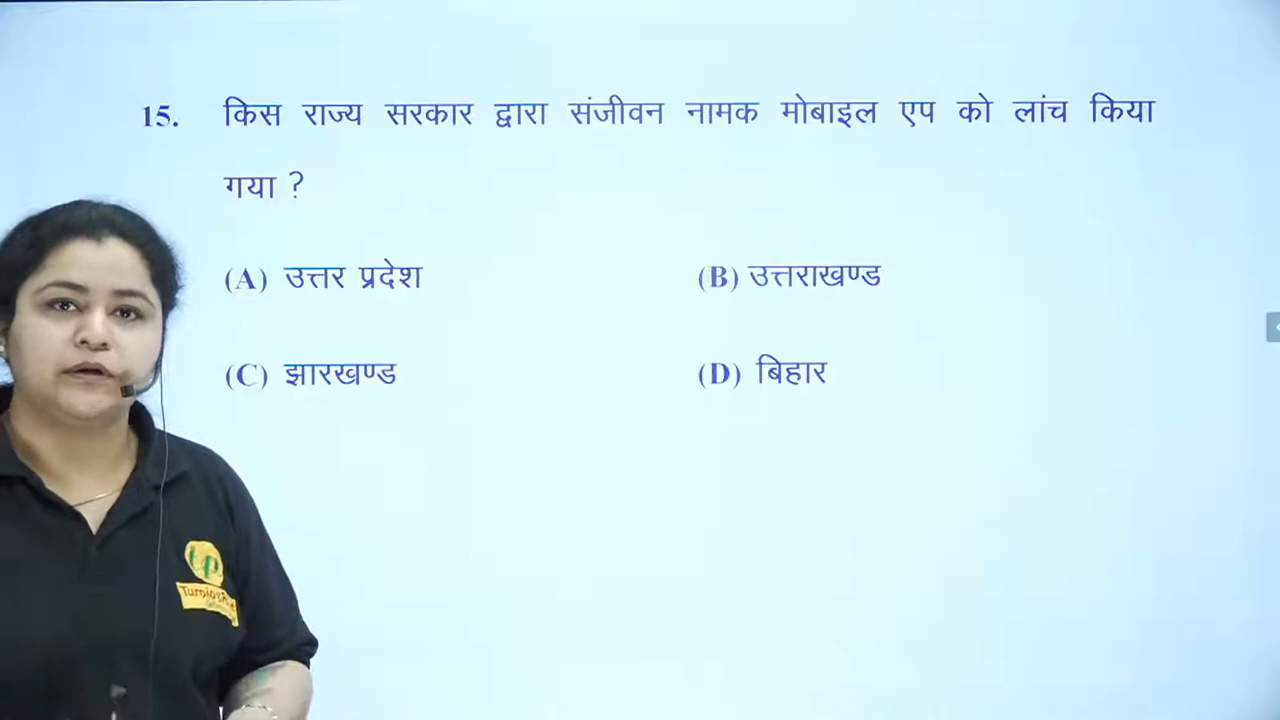 15. किस राज्य सरकार द्वारा संजीवन नामक मोबाइल एप को लांच किया
गया ?
(A) उत्तर प्रदेश (B) उत्तराखण्ड
(C) झारखण्ड (D) बिहार